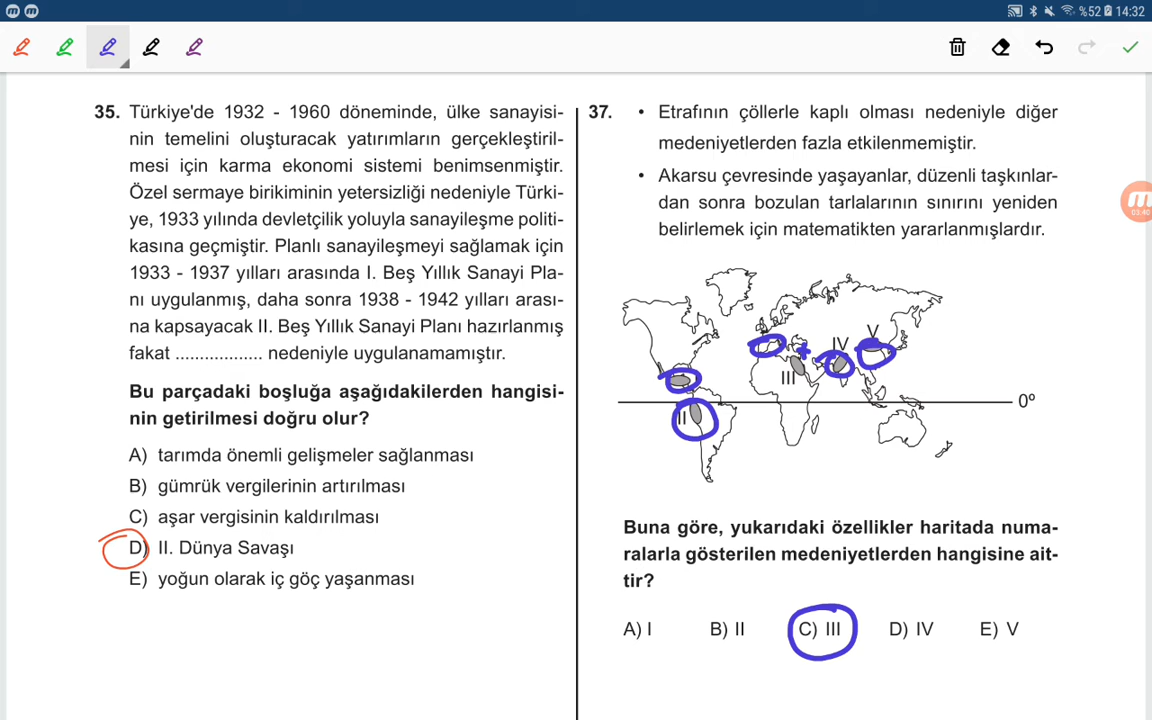 %52 14:32
35. Türkiye'de 1932 - 1960 döneminde, ülke sanayisi-
nin temelini oluşturacak yatırımların gerçekleştiril-
mesi için karma ekonomi sistemi benimsenmiştir.
Özel sermaye birikiminin yetersizliği nedeniyle Türki-
ye, 1933 yılında devletçilik yoluyla sanayileşme politi-
kasına geçmiştir. Planlı sanayileşmeyi sağlamak için
1933 - 1937 yılları arasında I. Beş Yıllık Sanayi Pla-
nı uygulanmış, daha sonra 1938 - 1942 yılları arası-
na kapsayacak II. Beş Yıllık Sanayi Planı hazırlanmış
fakat .................. nedeniyle uygulanamamıştır.
Bu parçadaki boşluğa aşağıdakilerden hangisi-
nin getirilmesi doğru olur?
A) tarımda önemli gelişmeler sağlanması
B) gümrük vergilerinin artırılması
C) aşar vergisinin kaldırılması
D) II. Dünya Savaşı
E) yoğun olarak iç göç yaşanması
37. • Etrafının çöllerle kaplı olması nedeniyle diğer
medeniyetlerden fazla etkilenmemiştir.
• Akarsu çevresinde yaşayanlar, düzenli taşkınlar-
dan sonra bozulan tarlalarının sınırını yeniden
belirlemek için matematikten yararlanmışlardır.
V
IV
III
II
0º
Buna göre, yukarıdaki özellikler haritada numa-
ralarla gösterilen medeniyetlerden hangisine ait-
tir?
A) I B) II C) III D) IV E) V
03:40